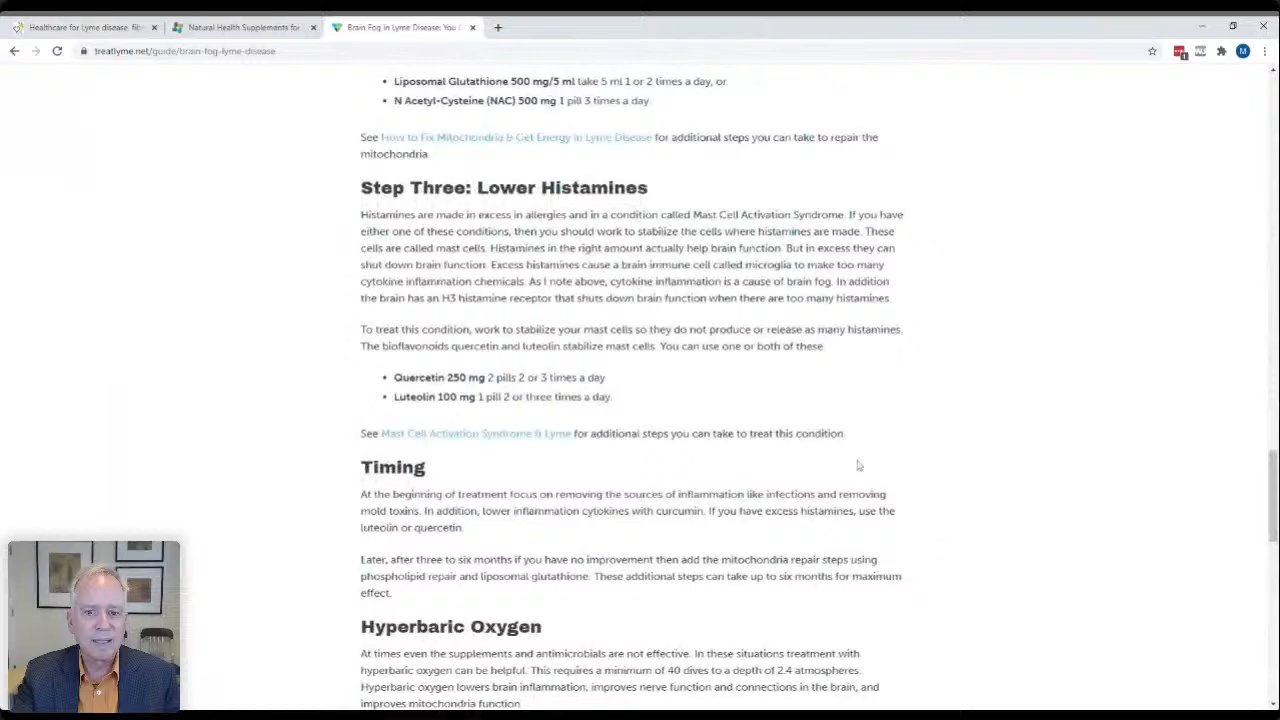 Healthcare for lyme disease, fib
Natural Health Supplements for
Brain Fog in Lyme Disease: You C
treatlyme.net/guide/brain-fog-lyme-disease
M
Liposomal Glutathione 500 mg/5 ml take 5 ml 1 or 2 times a day, or
N Acetyl-Cysteine (NAC) 500 mg 1 pill 3 times a day.
See How to Fix Mitochondria & Get Energy in Lyme Disease for additional steps you can take to repair the
mitochondria.
Step Three: Lower Histamines
Histamines are made in excess in allergies and in a condition called Mast Cell Activation Syndrome. If you have
either one of these conditions, then you should work to stabilize the cells where histamines are made. These
cells are called mast cells. Histamines in the right amount actually help brain function. But in excess they can
shut down brain function. Excess histamines cause a brain immune cell called microglia to make too many
cytokine inflammation chemicals. As I note above, cytokine inflammation is a cause of brain fog. In addition
the brain has an H3 histamine receptor that shuts down brain function when there are too many histamines.
To treat this condition, work to stabilize your mast cells so they do not produce or release as many histamines.
The bioflavonoids quercetin and luteolin stabilize mast cells. You can use one or both of these.
Quercetin 250 mg 2 pills 2 or 3 times a day
Luteolin 100 mg 1 pill 2 or three times a day.
See Mast Cell Activation Syndrome & Lyme for additional steps you can take to treat this condition.
Timing
At the beginning of treatment focus on removing the sources of inflammation like infections and removing
mold toxins. In addition, lower inflammation cytokines with curcumin. If you have excess histamines, use the
luteolin or quercetin.
Later, after three to six months if you have no improvement then add the mitochondria repair steps using
phospholipid repair and liposomal glutathione. These additional steps can take up to six months for maximum
effect.
Hyperbaric Oxygen
At times even the supplements and antimicrobials are not effective. In these situations treatment with
hyperbaric oxygen can be helpful. This requires a minimum of 40 dives to a depth of 2.4 atmospheres.
Hyperbaric oxygen lowers brain inflammation, improves nerve function and connections in the brain, and
improves mitochondria function